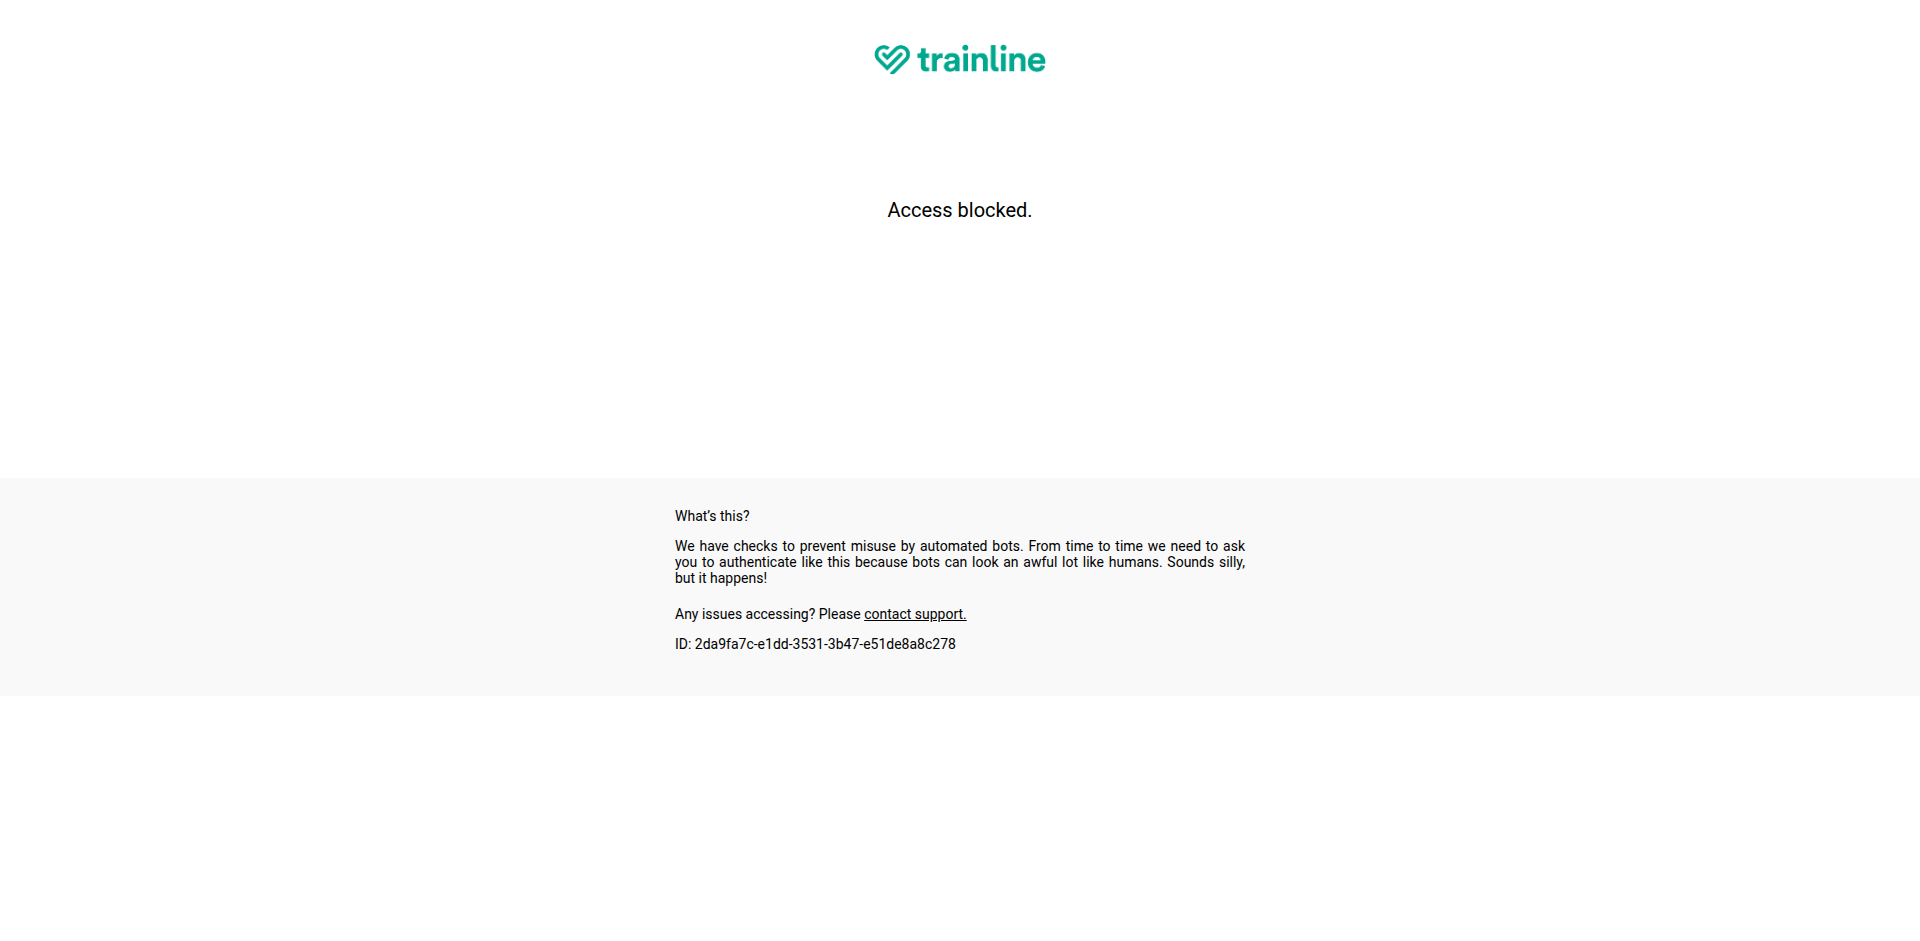 trainline
Access blocked.
What's this?
We have checks to prevent misuse by automated bots. From time to time we need to ask
you to authenticate like this because bots can look an awful lot like humans. Sounds silly,
but it happens!
Any issues accessing? Please contact support.
ID: 2da9fa7c-e1dd-3531-3b47-e51de8a8c278